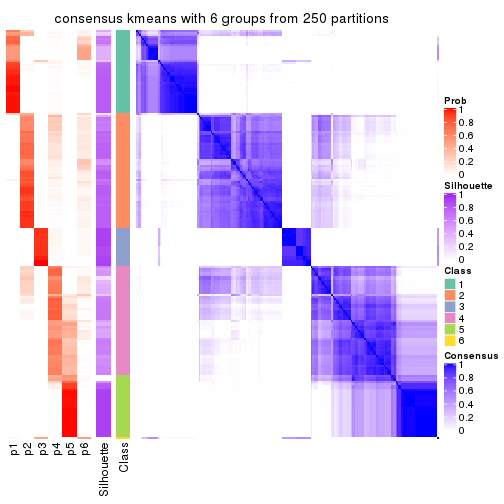 consensus kmeans with 6 groups from 250 partitions
Prob
1
0.8
0.6
0.4
0.2
0
Silhouette
1
0.8
0.6
0.4
0.2
0
Class
1
2
3
4
5
6
Consensus
1
0.8
0.6
0.4
0.2
0
p1
p2
p3
p4
p5
p6
Silhouette
Class